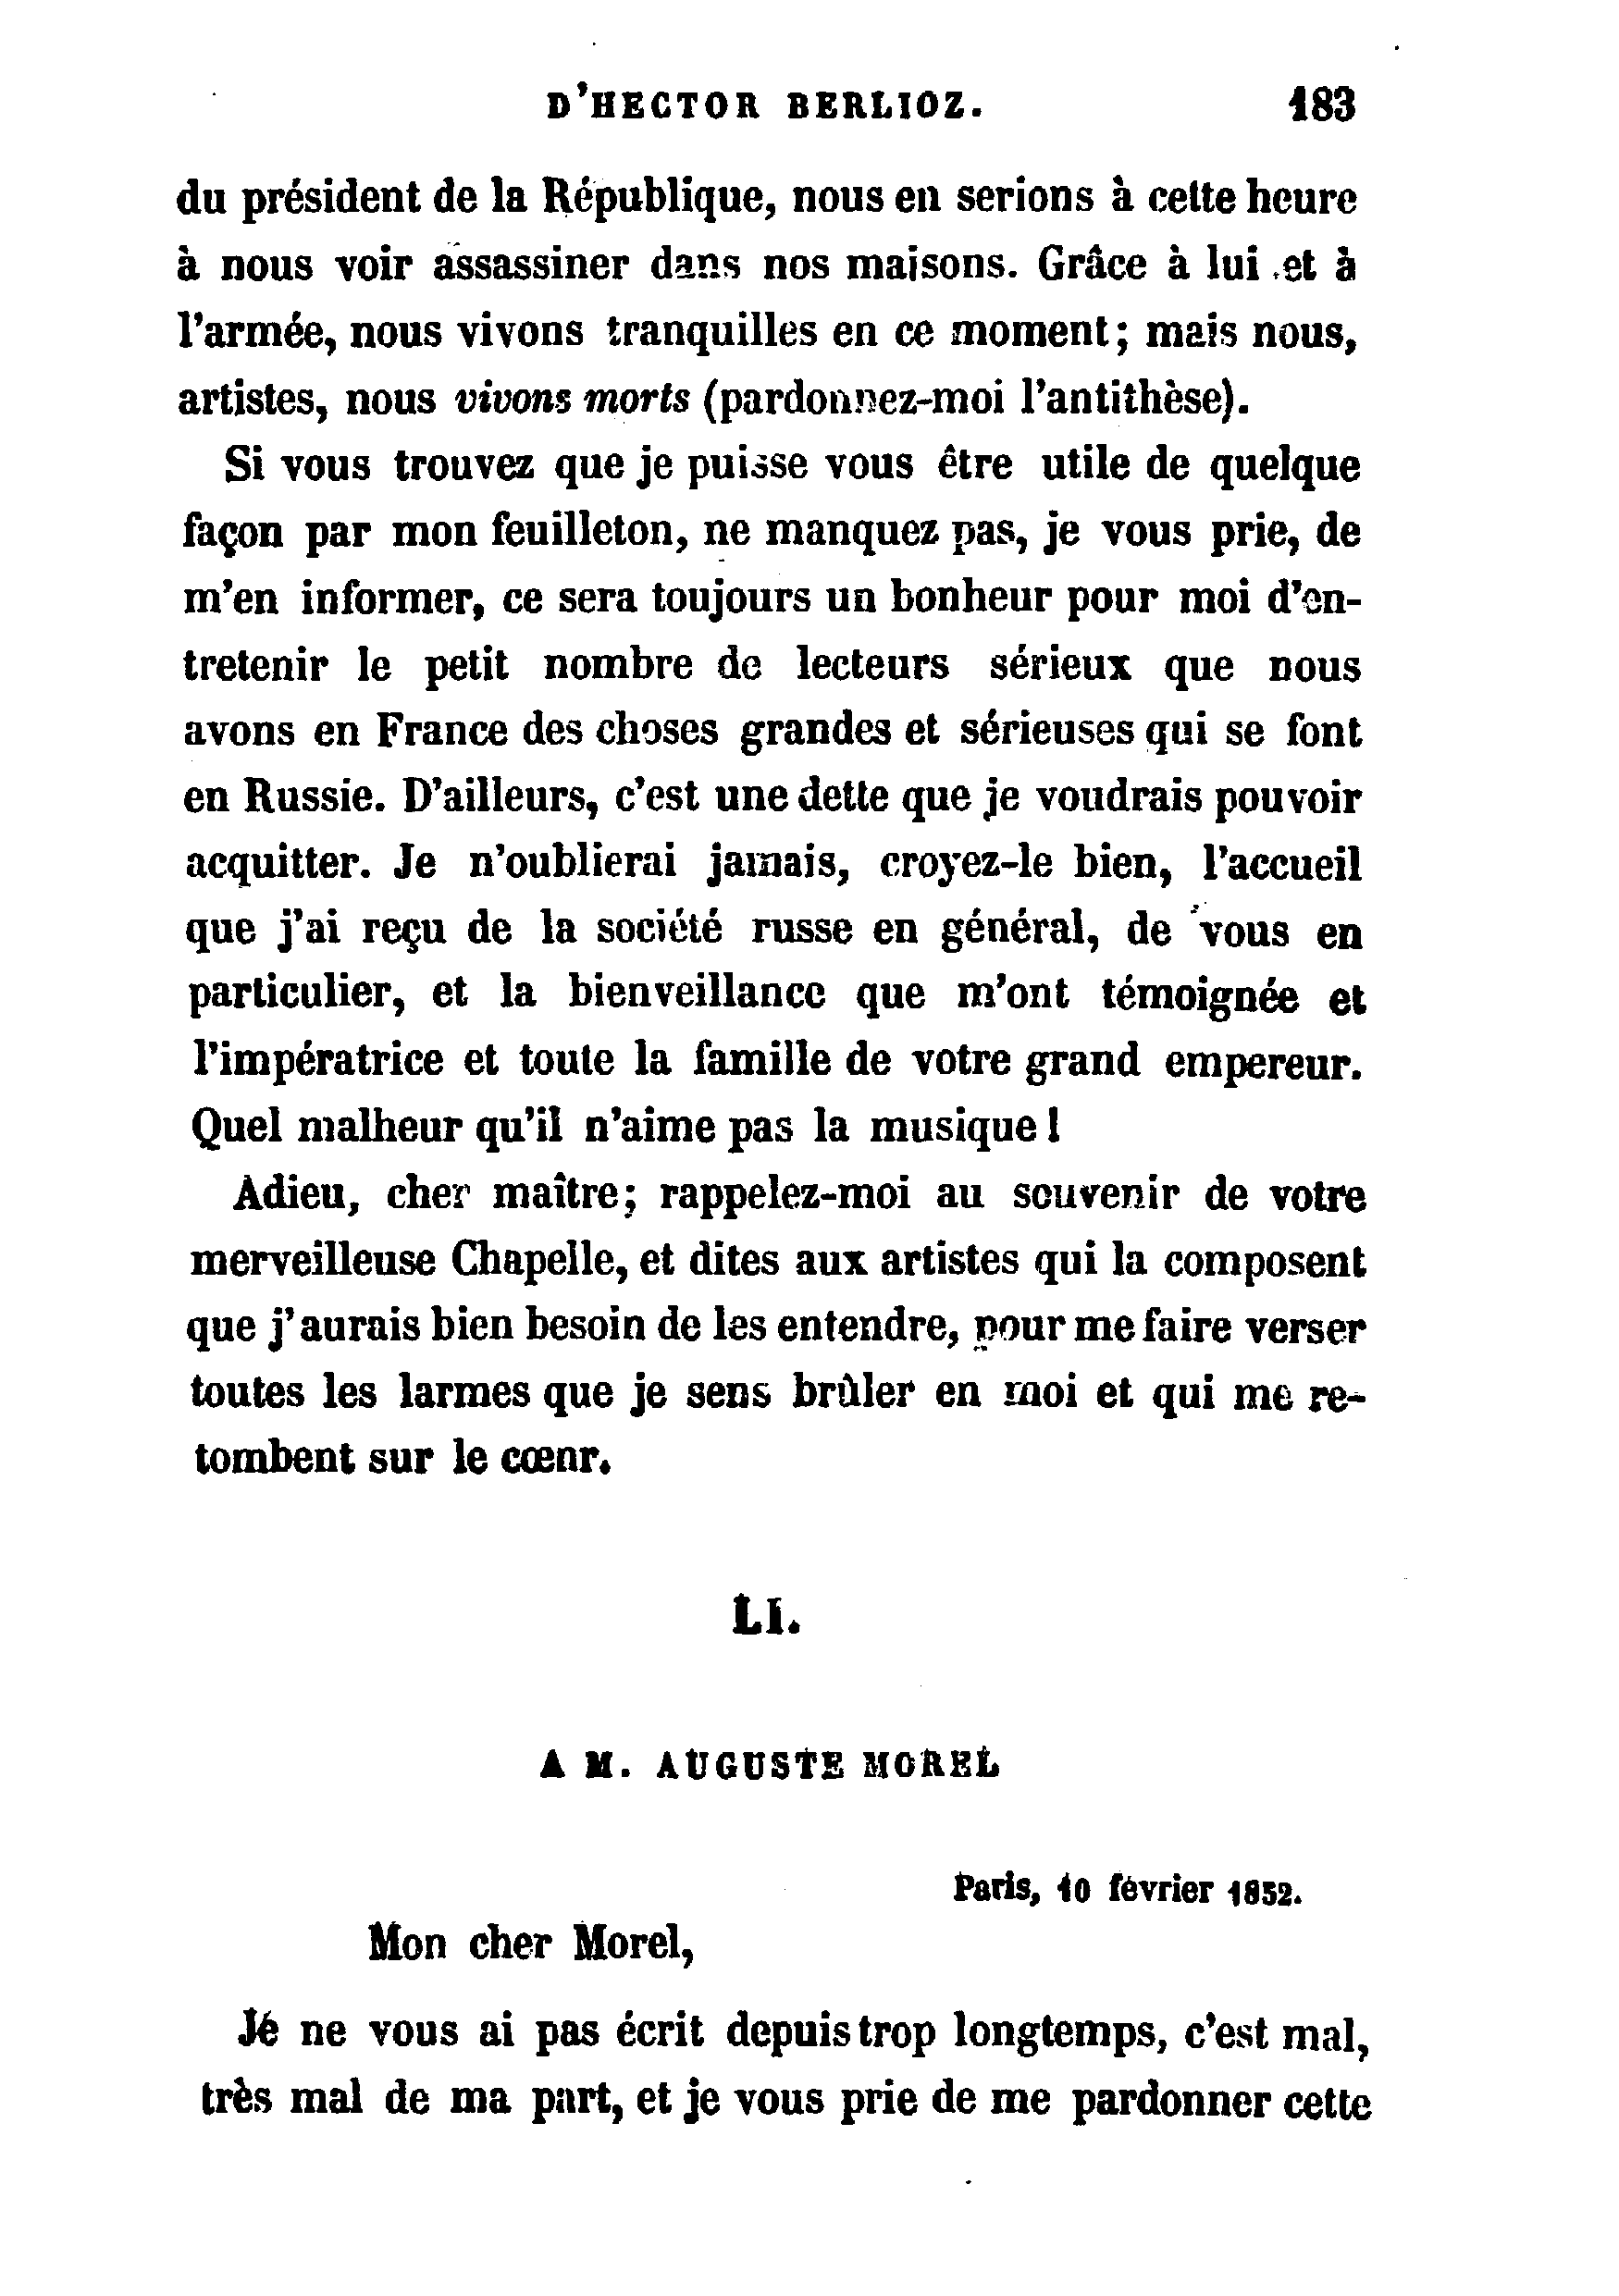 D'HECTOR BERLIOZ. 183
du président de la République, nous en serions à cette heure
à nous voir assassiner dans nos maisons. Grâce à lui et à
l'armée, nous vivons tranquilles en ce moment; mais nous,
artistes, nous vivons morts (pardonnez-moi l'antithèse).
Si vous trouvez que je puisse vous être utile de quelque
façon par mon feuilleton, ne manquez pas, je vous prie, de
m'en informer, ce sera toujours un bonheur pour moi d'en-
tretenir le petit nombre de lecteurs sérieux que nous
avons en France des choses grandes et sérieuses qui se font
en Russie. D'ailleurs, c'est une dette que je voudrais pouvoir
acquitter. Je n'oublierai jamais, croyez-le bien, l'accueil
que j'ai reçu de la société russe en général, de vous en
particulier, et la bienveillance que m'ont témoignée et
l'impératrice et toute la famille de votre grand empereur.
Quel malheur qu'il n'aime pas la musique!
Adieu, cher maître; rappelez-moi au souvenir de votre
merveilleuse Chapelle, et dites aux artistes qui la composent
que j'aurais bien besoin de les entendre, pour me faire verser
toutes les larmes que je sens brûler en moi et qui me re-
tombent sur le cœnr.
LI.
A M. AUGUSTE MOREL
Paris, 10 février 1852.
Mon cher Morel,
Je ne vous ai pas écrit depuis trop longtemps, c'est mal,
très mal de ma part, et je vous prie de me pardonner cette